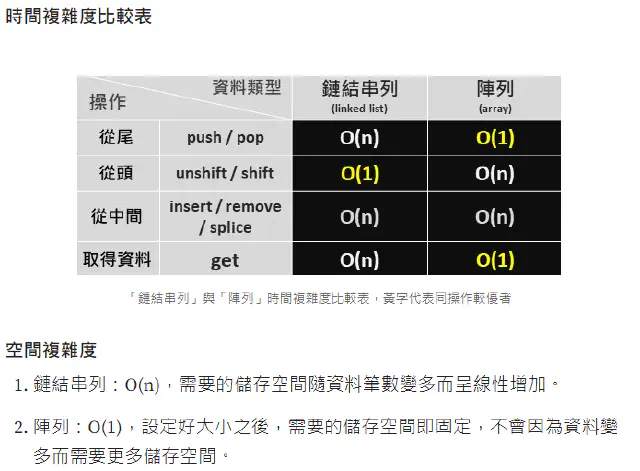 時間複雜度比較表
資料類型 鏈結串列 陣列
操作 (linked list) (array)
從尾 push / pop O(n) O(1)
從頭 unshift / shift O(1) O(n)
從中間 insert / remove / splice O(n) O(n)
取得資料 get O(n) O(1)
「鏈結串列」與「陣列」時間複雜度比較表，黃字代表同操作較優者
空間複雜度
1. 鏈結串列：O(n)，需要的儲存空間隨資料筆數變多而呈線性增加。
2. 陣列：O(1)，設定好大小之後，需要的儲存空間即固定，不會因為資料變
多而需要更多儲存空間。